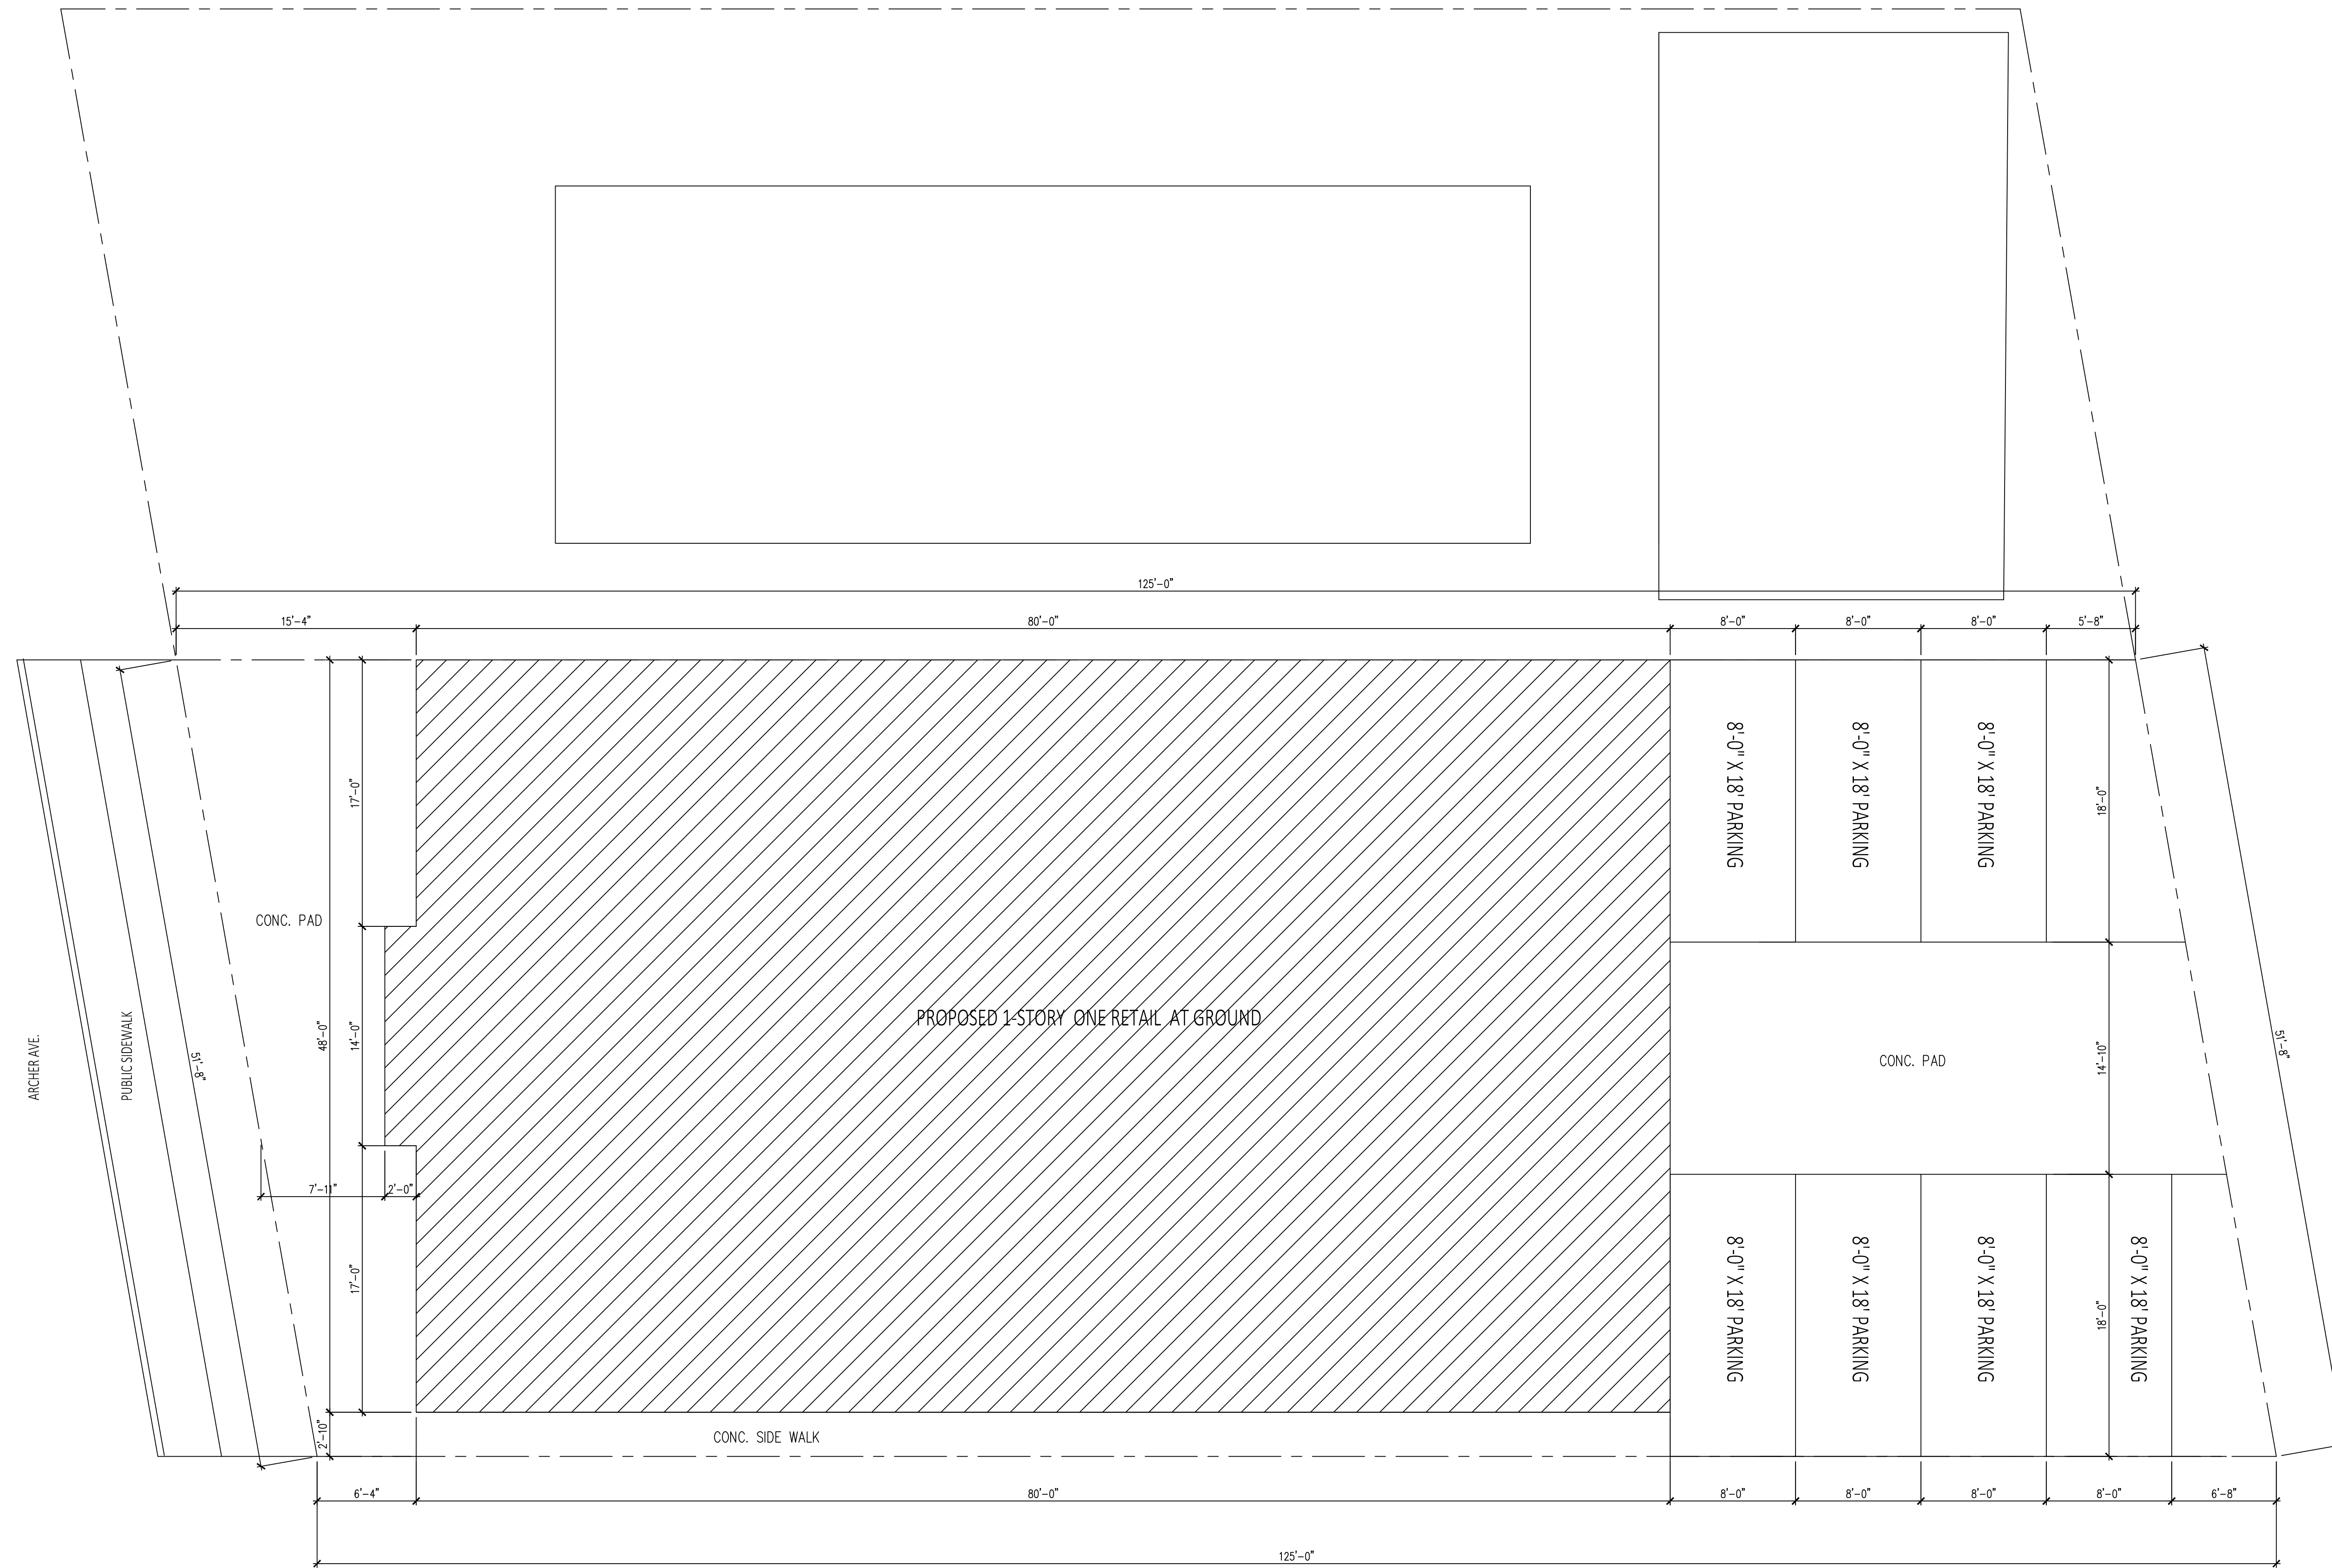 125'-0"
15'-4"
80'-0"
8'-0"
8'-0"
8'-0"
5'-8"
17'-0"
8'-0" X 18' PARKING
8'-0" X 18' PARKING
8'-0" X 18' PARKING
18'-0"
CONC. PAD
ARCHER AVE.
PUBLIC SIDEWALK
51'-8"
48'-0"
14'-0"
PROPOSED 1-STORY ONE RETAIL AT GROUND
CONC. PAD
14'-10"
51'-8"
7'-11"
2'-0"
17'-0"
8'-0" X 18' PARKING
8'-0" X 18' PARKING
8'-0" X 18' PARKING
18'-0"
8'-0" X 18' PARKING
2'-10"
CONC. SIDE WALK
6'-4"
80'-0"
8'-0"
8'-0"
8'-0"
8'-0"
6'-8"
125'-0"